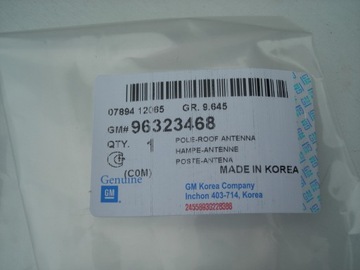 07894 12065 GR. 9.645
GM# 96323468
QTY. 1 POLE-ROOF ANTENNA
HAMPE-ANTENNE
POSTE-ANTENA
(COM) MADE IN KOREA
Genuine
GM
GM Korea Company
Inchon 403-714, Korea